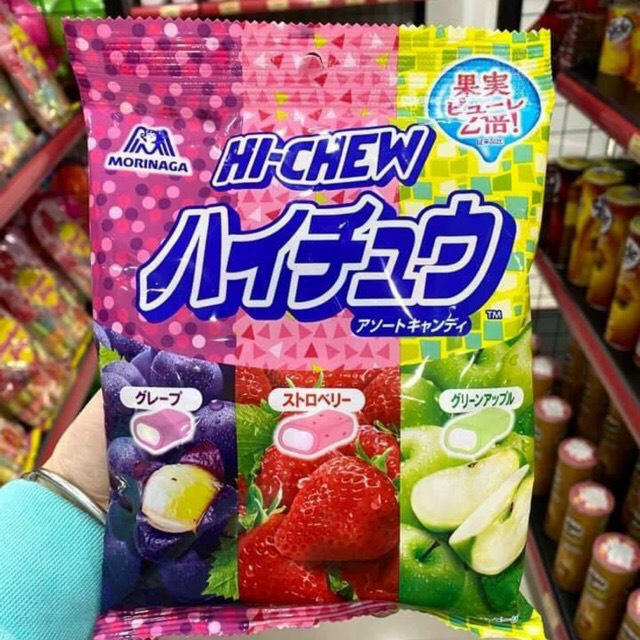 果実
ピューレ
2倍!
MORINAGA
HI-CHEW
ハイチュウ
TM
アソートキャンディ
グレープ
ストロベリー
グリーンアップル